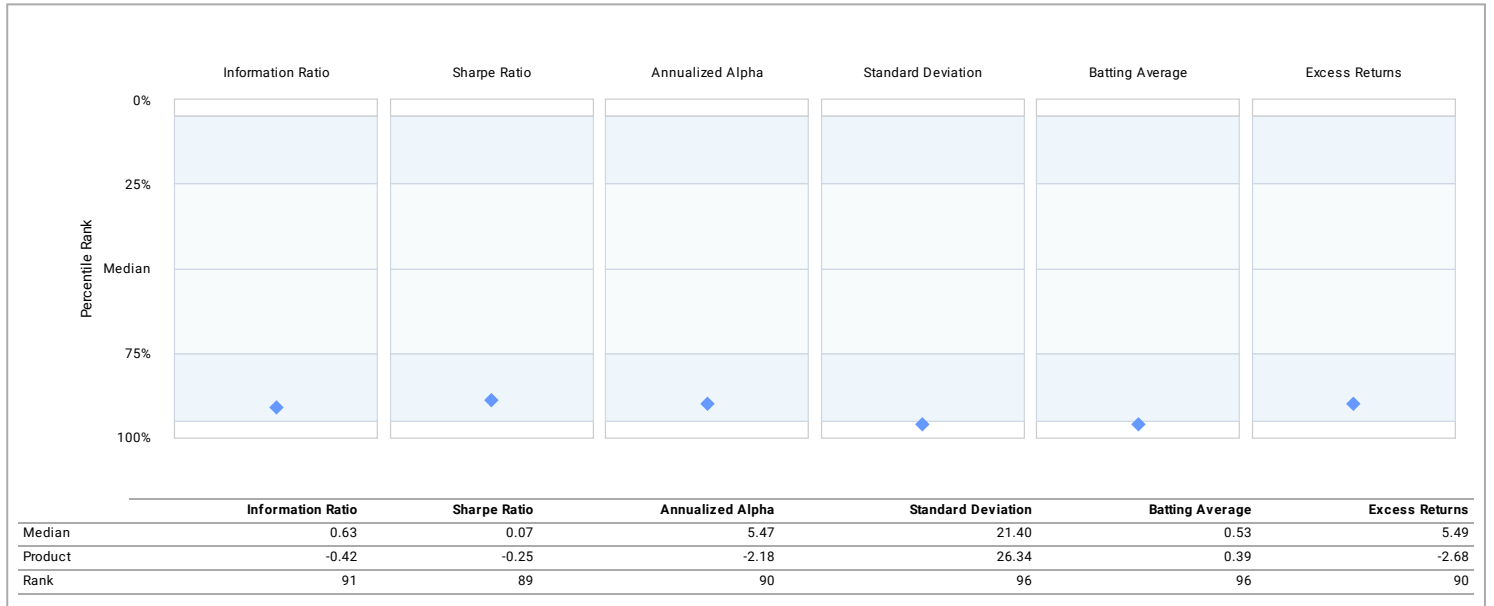 Information Ratio Sharpe Ratio Annualized Alpha Standard Deviation Batting Average Excess Returns
0%
25%
Percentile Rank
Median
75%
100%
Information Ratio Sharpe Ratio Annualized Alpha Standard Deviation Batting Average Excess Returns
Median 0.63 0.07 5.47 21.40 0.53 5.49
Product -0.42 -0.25 -2.18 26.34 0.39 -2.68
Rank 91 89 90 96 96 90